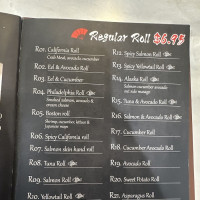 Regular Roll $6.95
R01. California Roll
Crab Meat, avocado, cucumber
R02. Eel & Avocado Roll
R03. Eel & Cucumber
R04. Philadelphia Roll
Smoked salmon, avocado &
cream cheese
R05. Boston roll
Shrimp, cucumber, lettuce &
japanese mayo
R06. Spicy California roll
R07. Salmon skin hand roll
R08. Tuna Roll
R09. Salmon Roll
R10. Yellowtail Roll
R12. Spicy Salmon Roll
R13. Spicy Yellowtail Roll
R14. Alaska Roll
Salmon cucumber avocado
R15. Tuna & Avocado Roll
R16. Salmon & Avocado Roll
R17. Cucumber Roll
R18. Cucumber Avocado Roll
R19. Avocado Roll
R20. Sweet Potato Roll
R21. Asparagus Roll